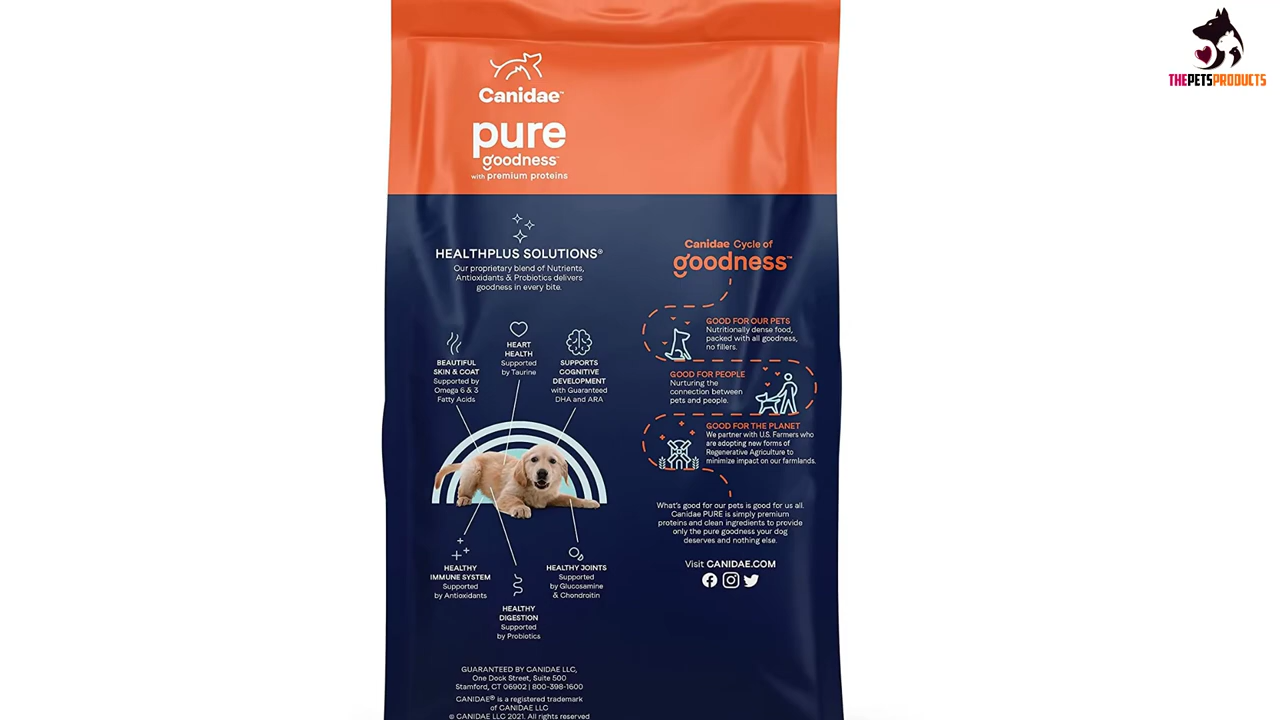 Canidae™
pure
goodness™
with premium proteins
HEALTHPLUS SOLUTIONS®
Our proprietary blend of Nutrients,
Antioxidants & Probiotics delivers
goodness in every bite.
BEAUTIFUL
SKIN & COAT
Supported by
Omega 6 & 3
Fatty Acids
HEART
HEALTH
Supported
by Taurine
SUPPORTS
COGNITIVE
DEVELOPMENT
with Guaranteed
DHA and ARA
HEALTHY
IMMUNE SYSTEM
Supported
by Antioxidants
HEALTHY
DIGESTION
Supported
by Probiotics
HEALTHY JOINTS
Supported
by Glucosamine
& Chondroitin
GUARANTEED BY CANIDAE LLC,
One Dock Street, Suite 500
Stamford, CT 06902 | 800-398-1600
CANIDAE® is a registered trademark
of CANIDAE LLC
© CANIDAE LLC 2021. All rights reserved
Canidae Cycle of
goodness™
GOOD FOR OUR PETS
Nutritionally dense food,
packed with all goodness,
no fillers.
GOOD FOR PEOPLE
Nurturing the
connection between
pets and people.
GOOD FOR THE PLANET
We partner with U.S. Farmers who
are adopting new forms of
Regenerative Agriculture to
minimize impact on our farmlands.
What's good for our pets is good for us all.
Canidae PURE is simply premium
proteins and clean ingredients to provide
only the pure goodness your dog
deserves and nothing else.
Visit CANIDAE.COM
THEPETSPRODUCTS